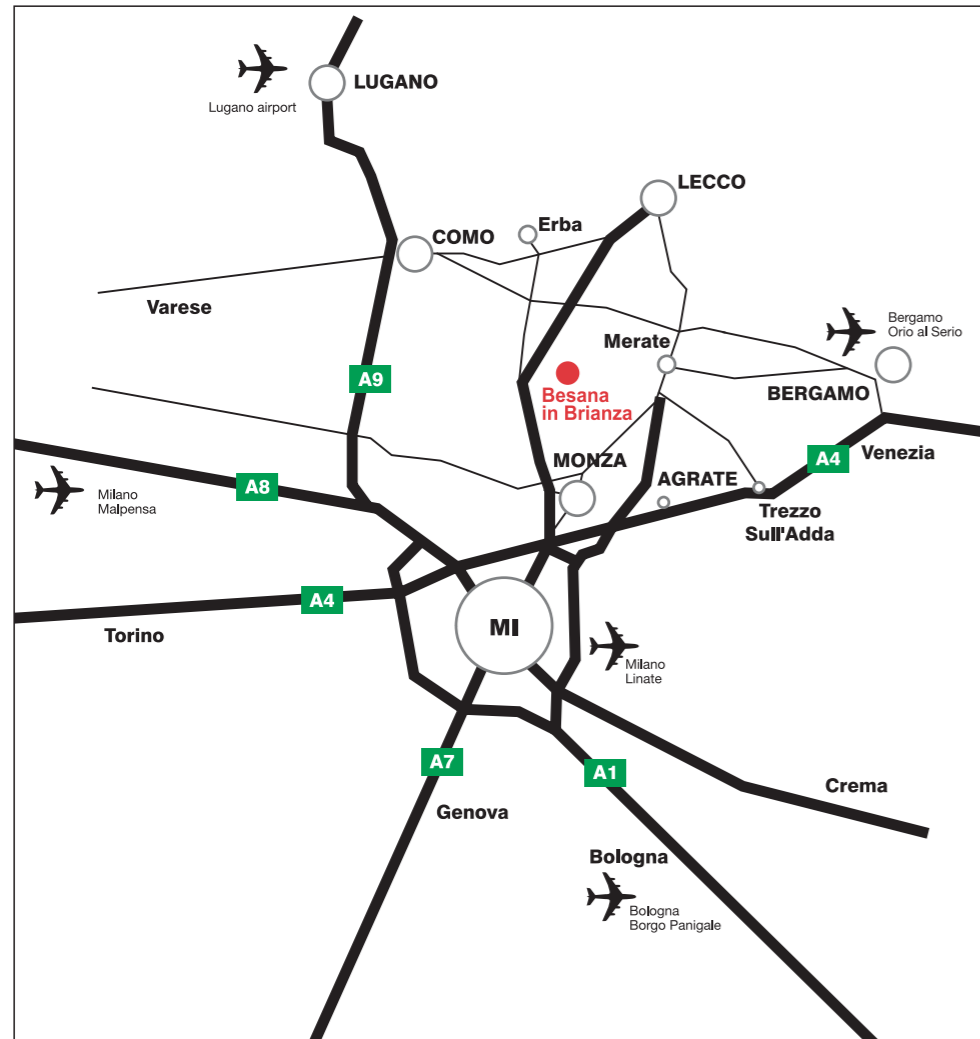 LUGANO
Lugano airport
LECCO
Erba
COMO
Varese
Bergamo
Orio al Serio
Merate
A9
Besana
in Brianza
BERGAMO
Venezia
A4
MONZA
AGRATE
A8
Milano
Malpensa
Trezzo
Sull'Adda
A4
Torino
MI
Milano
Linate
A7
A1
Crema
Genova
Bologna
Bologna
Borgo Panigale